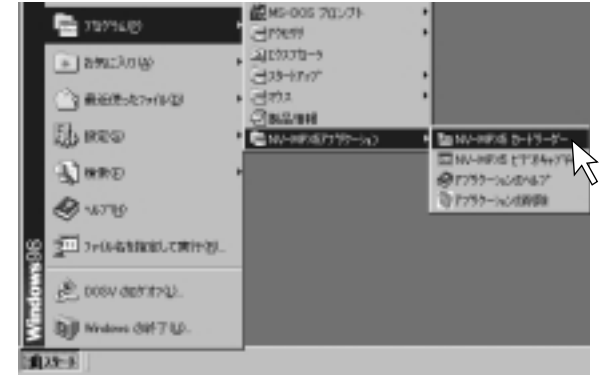 プログラム(P)
お気に入り(A)
最近使ったファイル(D)
設定(S)
検索(F)
ヘルプ(H)
ファイル名を指定して実行(R)...
DOSV のログオフ(L)...
Windows の終了(U)...
Windows98
スタート
MS-DOS プロンプト
アクセサリ
エクスプローラ
スタートアップ
マウス
製品情報
NV-MPX5アプリケーション
カードリーダー
ビデオキャプチャ
アプリケーションのヘルプ
アプリケーションの削除